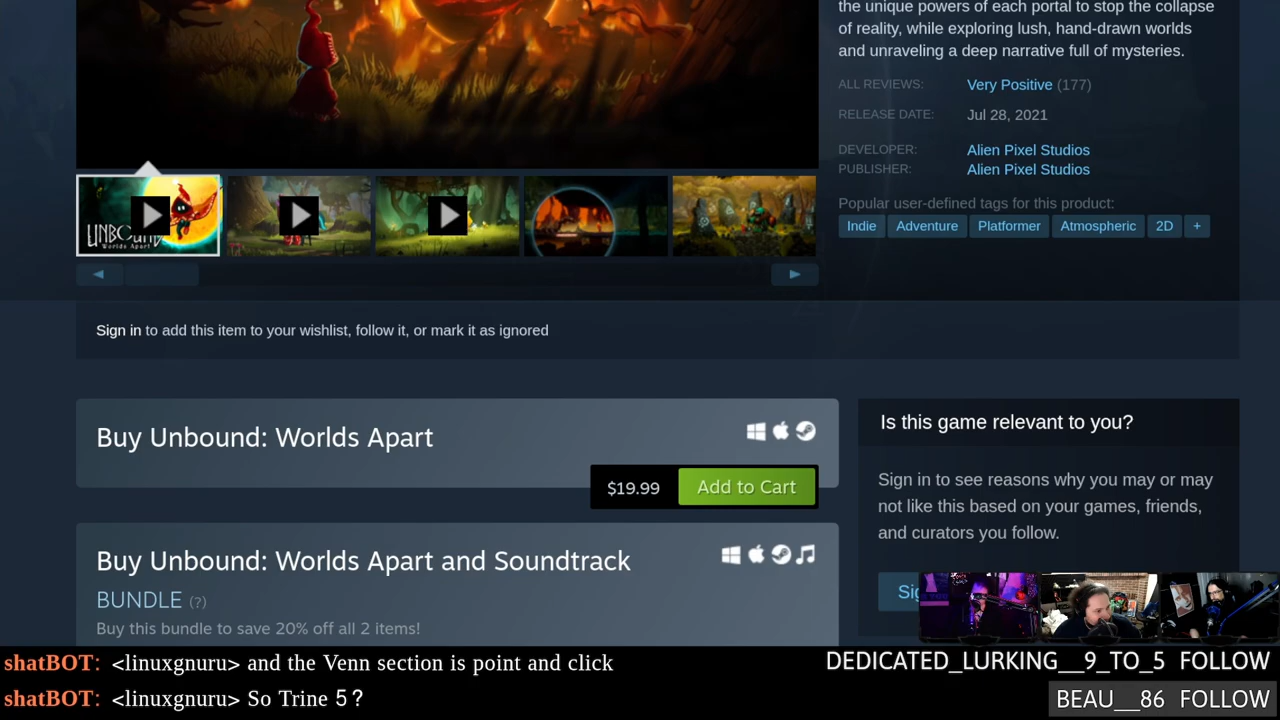 the unique powers of each portal to stop the collapse
of reality, while exploring lush, hand-drawn worlds
and unraveling a deep narrative full of mysteries.
ALL REVIEWS: Very Positive (177)
RELEASE DATE: Jul 28, 2021
DEVELOPER: Alien Pixel Studios
PUBLISHER: Alien Pixel Studios
Popular user-defined tags for this product:
Indie Adventure Platformer Atmospheric 2D +
UNBOUND
Worlds Apart
Sign in to add this item to your wishlist, follow it, or mark it as ignored
Buy Unbound: Worlds Apart
$19.99 Add to Cart
Is this game relevant to you?
Sign in to see reasons why you may or may
not like this based on your games, friends,
and curators you follow.
Buy Unbound: Worlds Apart and Soundtrack
BUNDLE (?)
Buy this bundle to save 20% off all 2 items!
shatBOT: <linuxgnuru> and the Venn section is point and click
shatBOT: <linuxgnuru> So Trine 5?
DEDICATED_LURKING__9_TO_5 FOLLOW
BEAU__86 FOLLOW